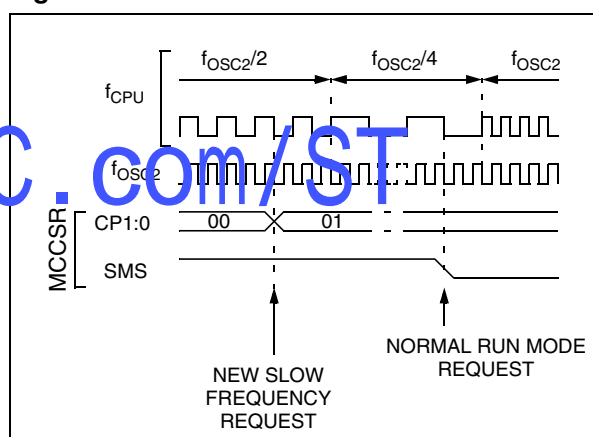 fOSC2/2 fOSC2/4 fOSC2
fCPU
C.com/ST
fOSC2
MCCSR
CP1:0 00 01
SMS
NEW SLOW
FREQUENCY
REQUEST
NORMAL RUN MODE
REQUEST